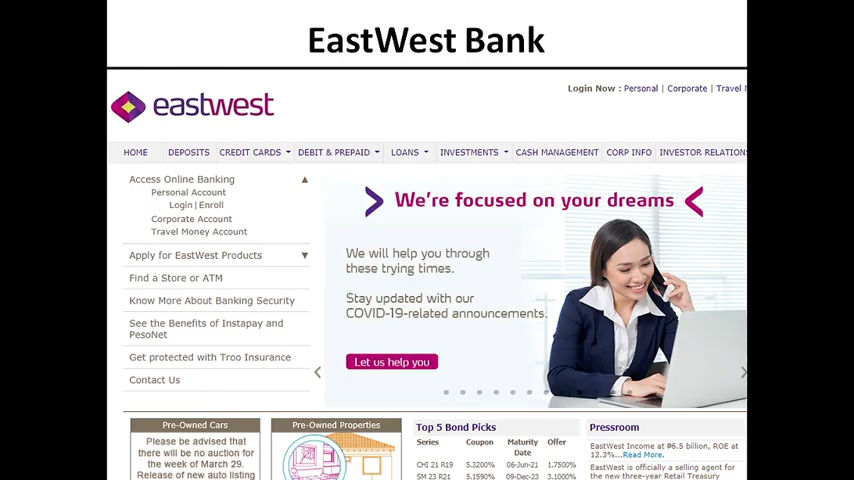 EastWest Bank
Login Now : Personal | Corporate | Travel
eastwest
HOME DEPOSITS CREDIT CARDS DEBIT & PREPAID LOANS INVESTMENTS CASH MANAGEMENT CORP INFO INVESTOR RELATIONS
Access Online Banking
Personal Account
Login | Enroll
Corporate Account
Travel Money Account
Apply for EastWest Products
Find a Store or ATM
Know More About Banking Security
See the Benefits of Instapay and
PesoNet
Get protected with Troo Insurance
Contact Us
We're focused on your dreams
We will help you through
these trying times.
Stay updated with our
COVID-19-related announcements.
Let us help you
Pre-Owned Cars
Please be advised that
there will be no auction for
the week of March 29.
Release of new auto listing
Pre-Owned Properties
Top 5 Bond Picks
Series Coupon Maturity Date Offer
CHI 21 R19 5.3200% 06-Jun-21 1.7500%
SM 23 R21 5.1590% 09-Dec-23 3.1000%
Pressroom
EastWest Income at ₱6.5 billion, ROE at
12.3%...Read More.
EastWest is officially a selling agent for
the new three-year Retail Treasury